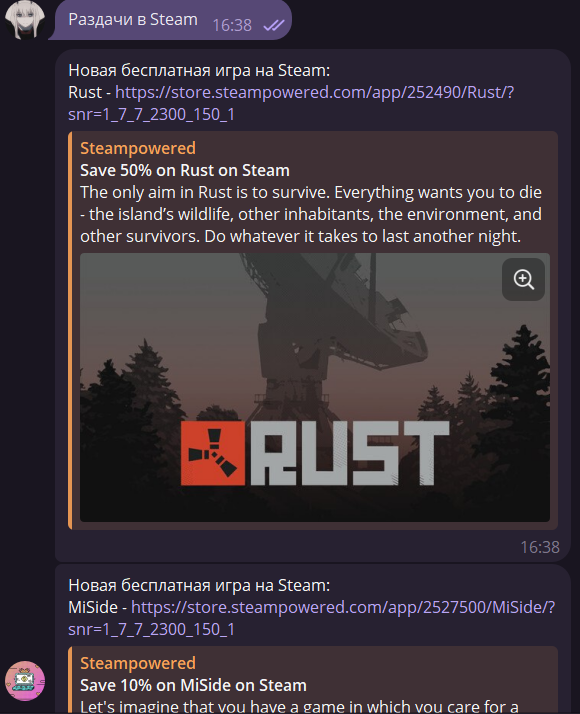 Раздачи в Steam 16:38
Новая бесплатная игра на Steam:
Rust - https://store.steampowered.com/app/252490/Rust/?
snr=1_7_7_2300_150_1
Steampowered
Save 50% on Rust on Steam
The only aim in Rust is to survive. Everything wants you to die
- the island’s wildlife, other inhabitants, the environment, and
other survivors. Do whatever it takes to last another night.
RUST
16:38
Новая бесплатная игра на Steam:
MiSide - https://store.steampowered.com/app/2527500/MiSide/?
snr=1_7_7_2300_150_1
Steampowered
Save 10% on MiSide on Steam
Let's imagine that you have a game in which you care for a